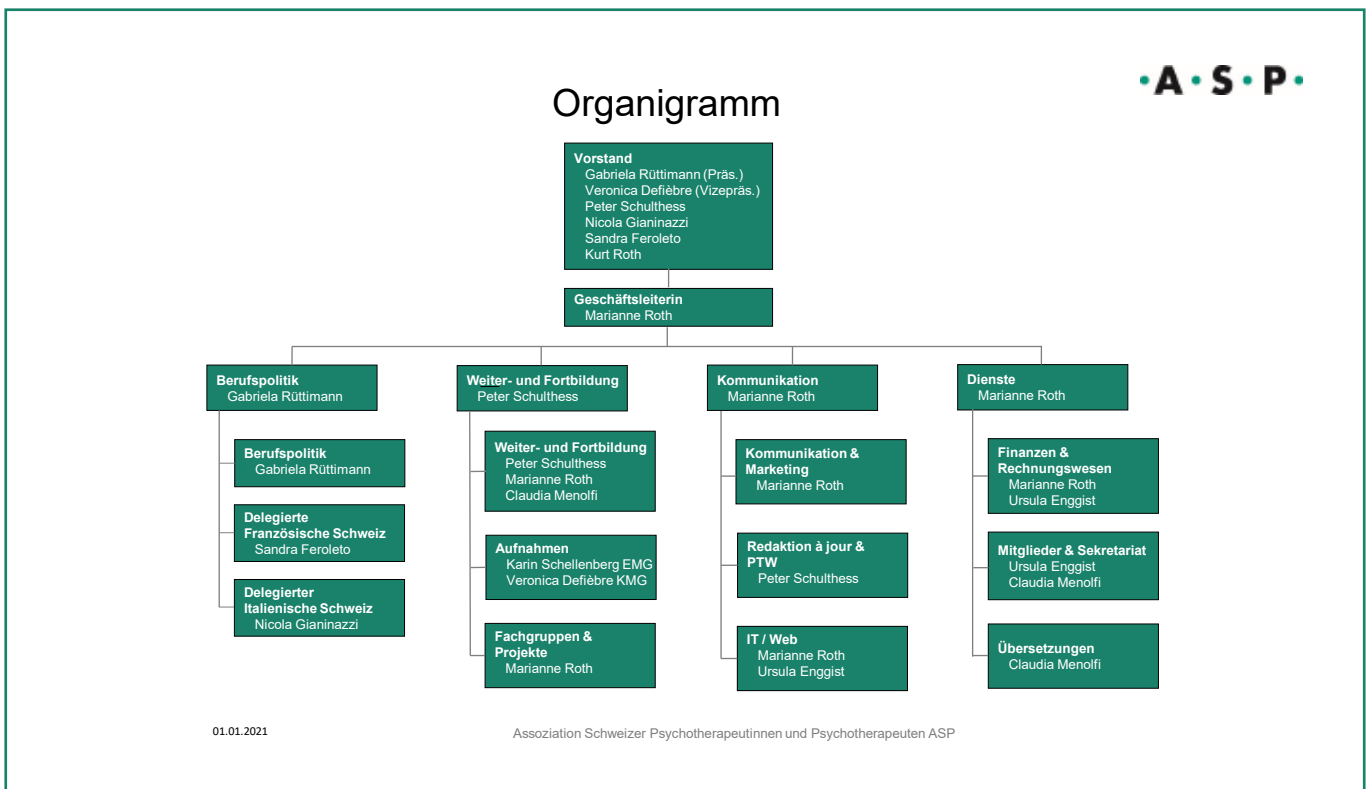 •A•S•P•
Organigramm
Vorstand
Gabriela Rüttimann (Präs.)
Veronica Defièbre (Vizepräs.)
Peter Schulthess
Nicola Gianinazzi
Sandra Feroleto
Kurt Roth
Geschäftsleiterin
Marianne Roth
Berufspolitik
Gabriela Rüttimann
Berufspolitik
Gabriela Rüttimann
Delegierte
Französische Schweiz
Sandra Feroleto
Delegierter
Italienische Schweiz
Nicola Gianinazzi
Weiter- und Fortbildung
Peter Schulthess
Weiter- und Fortbildung
Peter Schulthess
Marianne Roth
Claudia Menolfi
Aufnahmen
Karin Schellenberg EMG
Veronica Defièbre KMG
Fachgruppen &
Projekte
Marianne Roth
Kommunikation
Marianne Roth
Kommunikation &
Marketing
Marianne Roth
Redaktion à jour &
PTW
Peter Schulthess
IT / Web
Marianne Roth
Ursula Enggist
Dienste
Marianne Roth
Finanzen &
Rechnungswesen
Marianne Roth
Ursula Enggist
Mitglieder & Sekretariat
Ursula Enggist
Claudia Menolfi
Übersetzungen
Claudia Menolfi
01.01.2021
Assoziation Schweizer Psychotherapeutinnen und Psychotherapeuten ASP